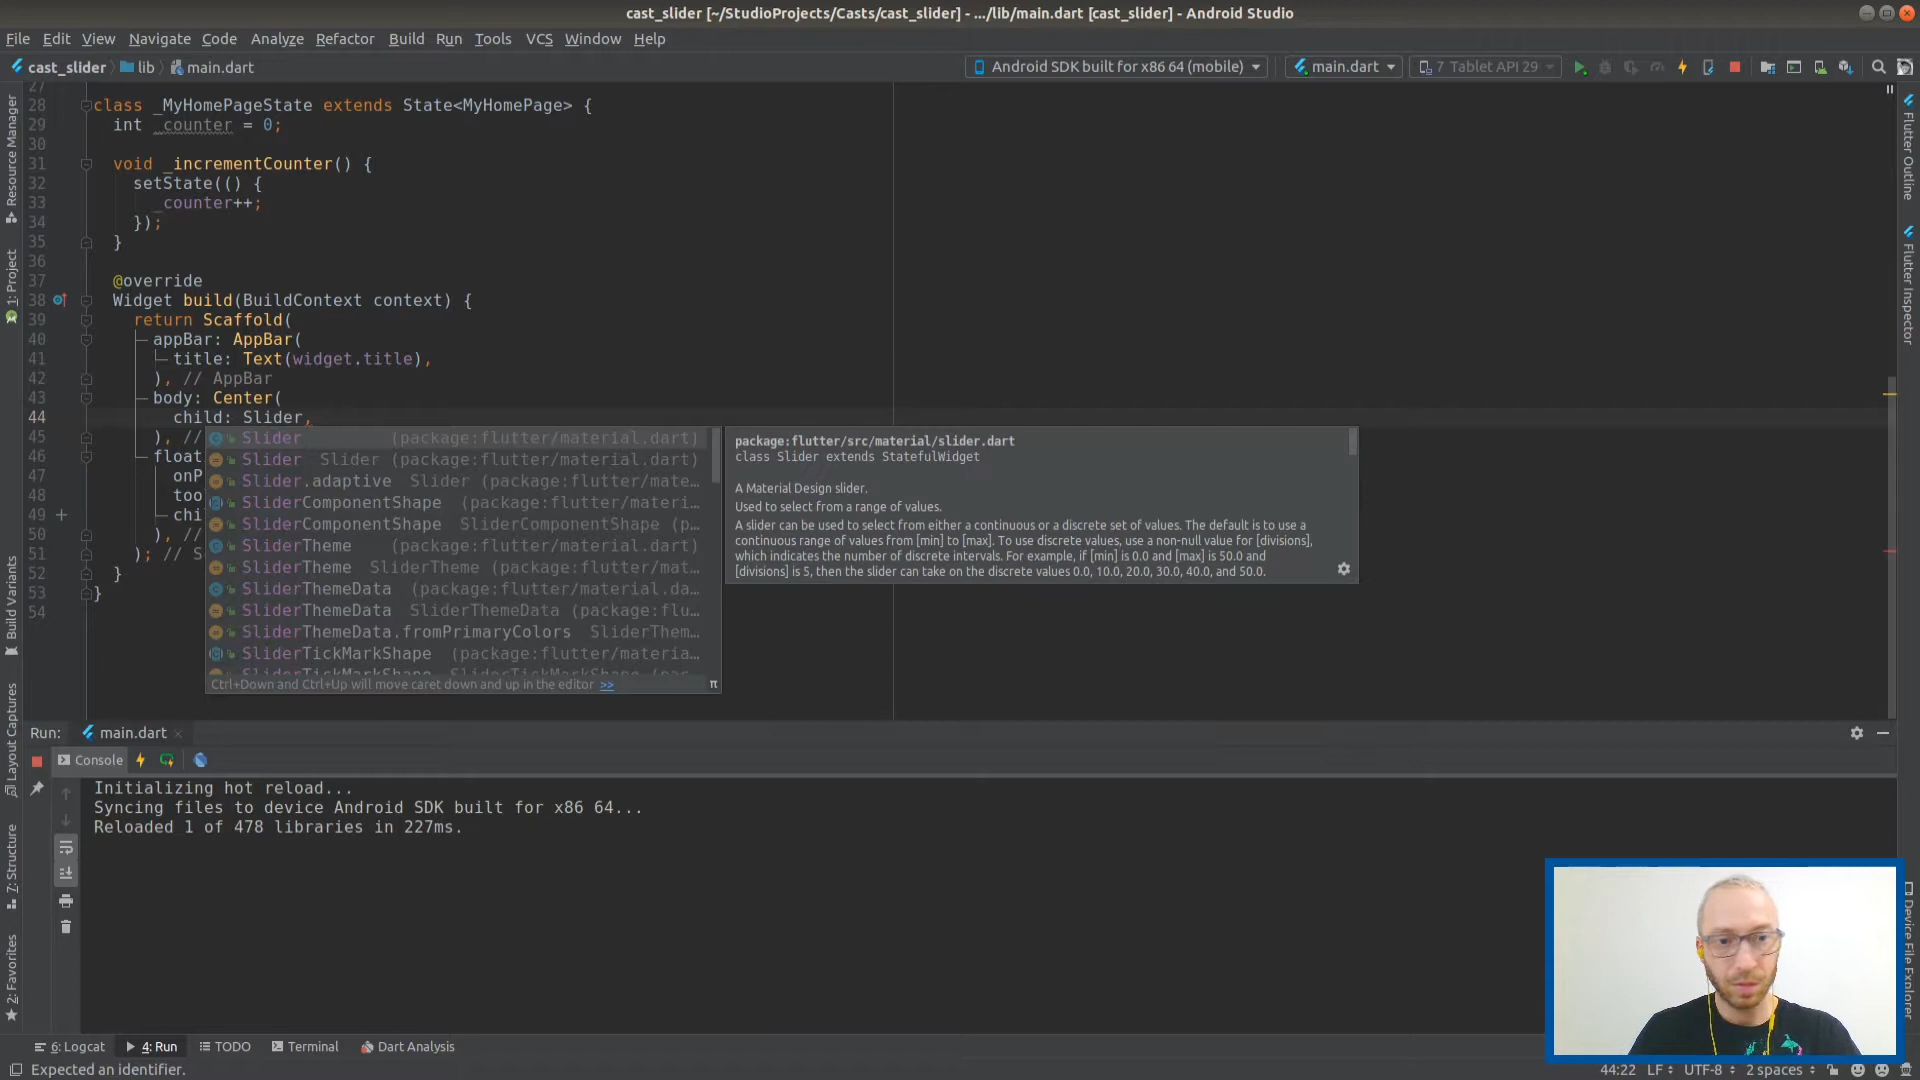 cast_slider [~/StudioProjects/Casts/cast_slider] - .../lib/main.dart [cast_slider] - Android Studio
File Edit View Navigate Code Analyze Refactor Build Run Tools VCS Window Help
cast_slider lib main.dart
Android SDK built for x86 64 (mobile) main.dart 7 Tablet API 29
27
28 class _MyHomePageState extends State<MyHomePage> {
29 int _counter = 0;
30
31 void _incrementCounter() {
32 setState(() {
33 _counter++;
34 });
35 }
36
37 @override
38 Widget build(BuildContext context) {
39 return Scaffold(
40 appBar: AppBar(
41 title: Text(widget.title),
42 ), // AppBar
43 body: Center(
44 child: Slider,
45 ), //
46 float
47 onP
48 too
49 chi
50 ), //
51 ); // S
52 }
53 }
54
Slider (package:flutter/material.dart)
Slider Slider (package:flutter/material.dart)
Slider.adaptive Slider (package:flutter/mate...
SliderComponentShape (package:flutter/materi...
SliderComponentShape SliderComponentShape (p...
SliderTheme (package:flutter/material.dart)
SliderTheme SliderTheme (package:flutter/mat...
SliderThemeData (package:flutter/material.da...
SliderThemeData SliderThemeData (package:flu...
SliderThemeData.fromPrimaryColors SliderThem...
SliderTickMarkShape (package:flutter/materia...
Ctrl+Down and Ctrl+Up will move caret down and up in the editor >> π
package:flutter/src/material/slider.dart
class Slider extends StatefulWidget
A Material Design slider.
Used to select from a range of values.
A slider can be used to select from either a continuous or a discrete set of values. The default is to use a
continuous range of values from [min] to [max]. To use discrete values, use a non-null value for [divisions],
which indicates the number of discrete intervals. For example, if [min] is 0.0 and [max] is 50.0 and
[divisions] is 5, then the slider can take on the discrete values 0.0, 10.0, 20.0, 30.0, 40.0, and 50.0.
Resource Manager
1: Project
Build Variants
Layout Captures
7: Structure
2: Favorites
Flutter Outline
Flutter Inspector
Device File Explorer
Run: main.dart
Console
Initializing hot reload...
Syncing files to device Android SDK built for x86 64...
Reloaded 1 of 478 libraries in 227ms.
6: Logcat 4: Run TODO Terminal Dart Analysis
Expected an identifier.
44:22 LF UTF-8 2 spaces